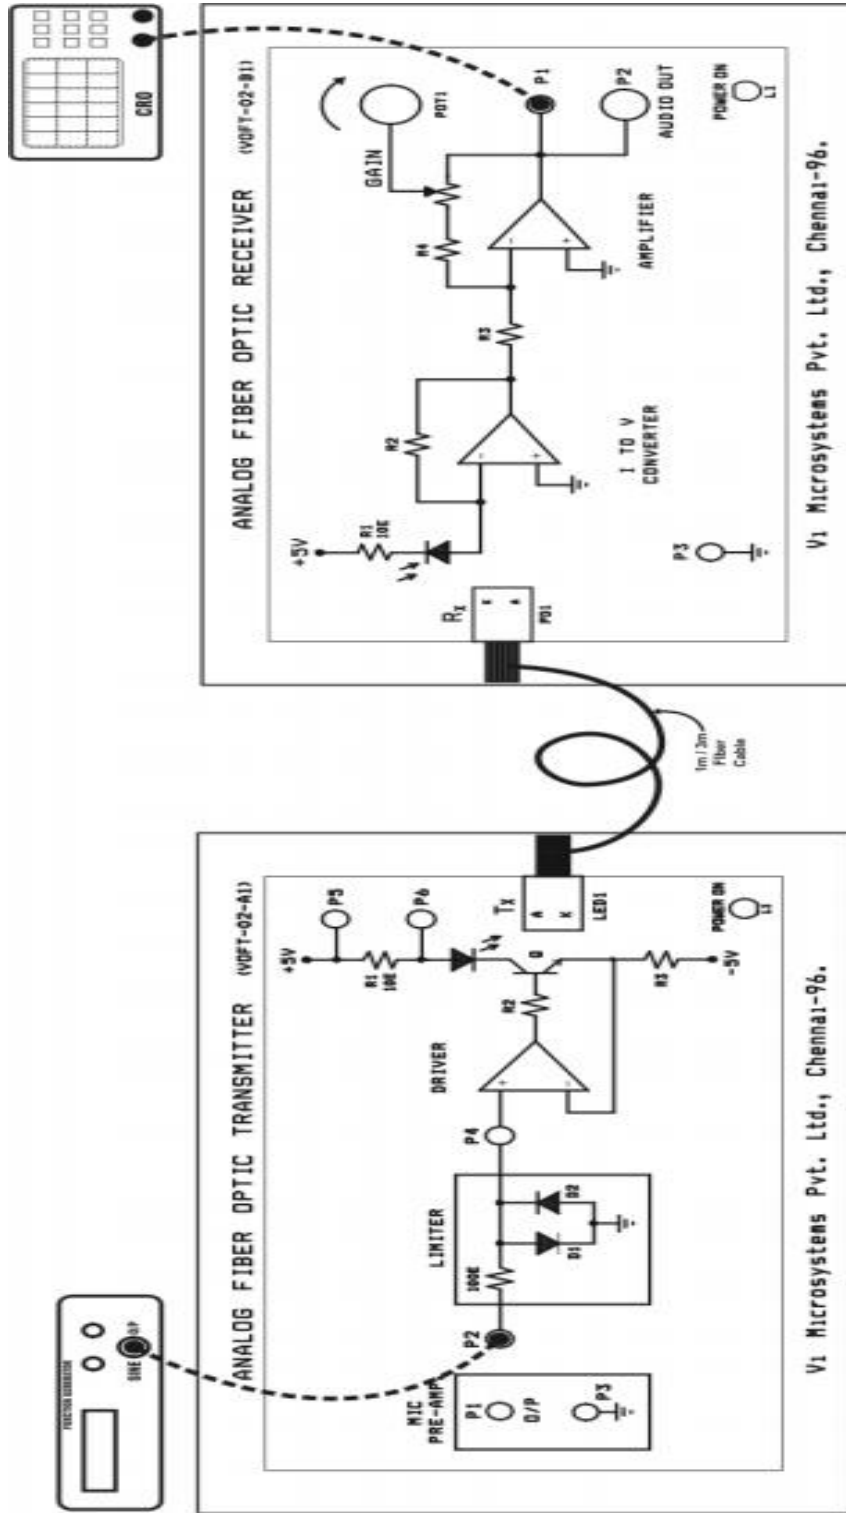 FUNCTION GENERATOR
SINE O/P
ANALOG FIBER OPTIC TRANSMITTER (VOFT-02-A1)
MIC
PRE-AMP
P1
O/P
P3
P2
LIMITER
100E
D1
D2
P4
DRIVER
R2
Q
+5V
P5
R1
10E
P6
R3
-5V
Tx
A
K
LED1
POWER ON
L1
Vi Microsystems Pvt. Ltd., Chennai-96.
1m/3m
Fiber
Cable
ANALOG FIBER OPTIC RECEIVER (VOFT-02-B1)
Rx
K
A
PD1
+5V
R1
10E
R2
I TO V
CONVERTER
P3
R3
R4
GAIN
POT1
AMPLIFIER
P1
P2
AUDIO OUT
POWER ON
L1
Vi Microsystems Pvt. Ltd., Chennai-96.
CRO